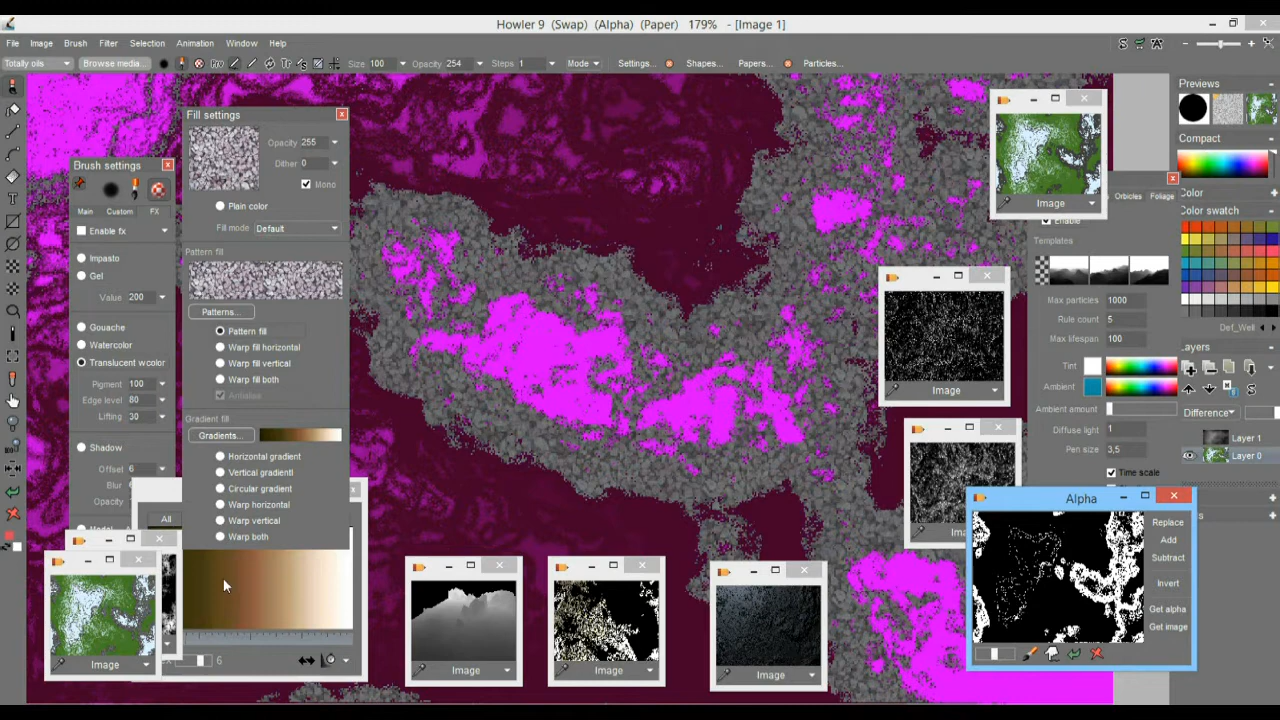 Howler 9 (Swap) (Alpha) (Paper) 179% - [Image 1]
File Image Brush Filter Selection Animation Window Help
Totally oils Browse media... Size 100 Opacity 254 Steps 1 Mode Settings... Shapes... Papers... Particles...
Previews
Compact
Color
Color swatch
Def_Well
Layers
Difference
Layer 1
Layer 0
Fill settings
Opacity 255
Dither 0
Mono
Plain color
Fill mode Default
Pattern fill
Patterns...
Pattern fill
Warp fill horizontal
Warp fill vertical
Warp fill both
Antialias
Gradient fill
Gradients...
Horizontal gradient
Vertical gradient
Circular gradient
Warp horizontal
Warp vertical
Warp both
Brush settings
Main Custom FX
Enable fx
Impasto
Gel
Value 200
Gouache
Watercolor
Translucent wcolor
Pigment 100
Edge level 80
Lifting 30
Shadow
Offset 6
Blur
Opacity
All
6
Image
Image
Image
Image
Image
Image
Orbicles Foliage
Enable
Templates
Max particles 1000
Rule count 5
Max lifespan 100
Tint
Ambient
Ambient amount
Diffuse light 1
Pen size 3,5
Time scale
Alpha
Replace
Add
Subtract
Invert
Get alpha
Get image